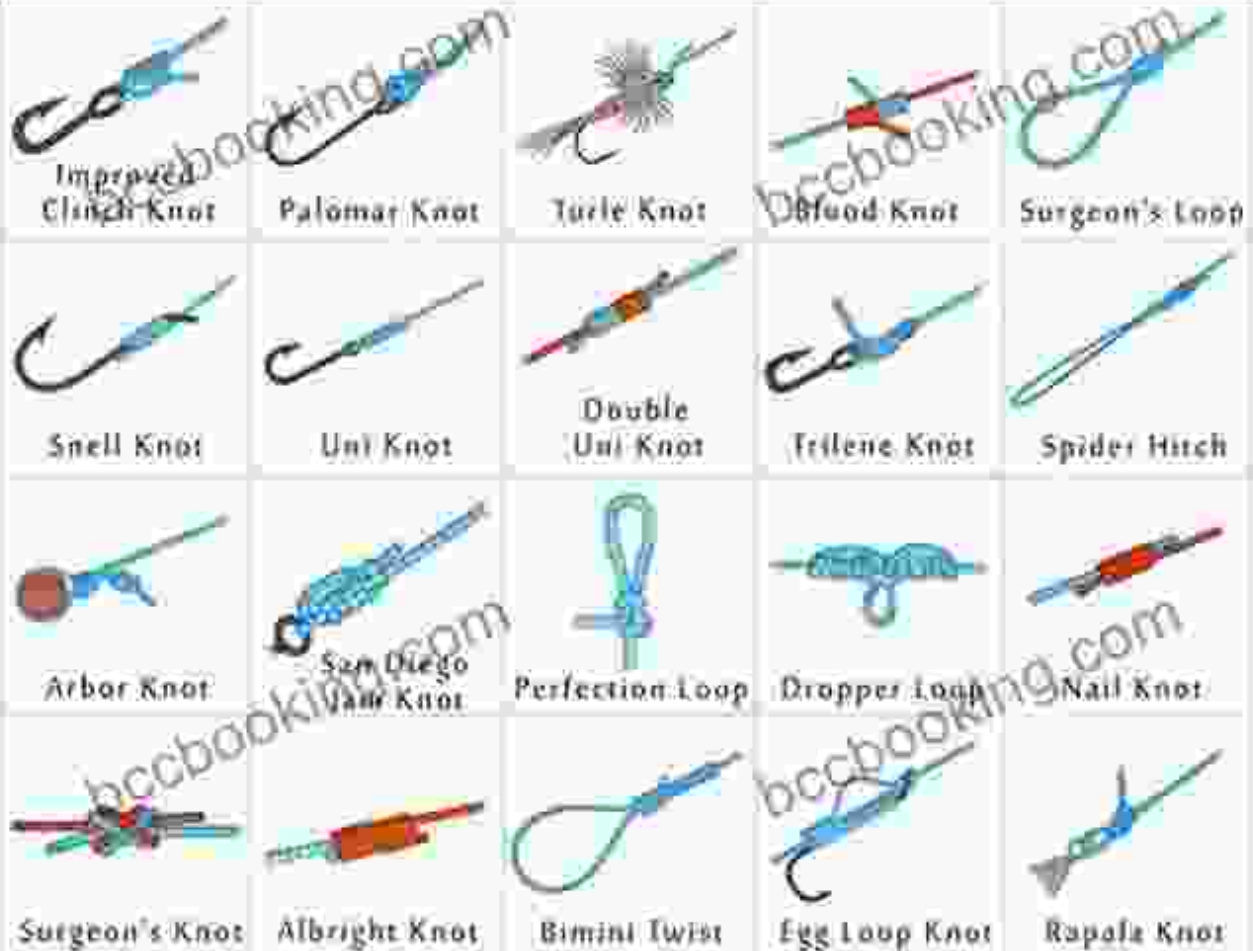 bccbooking.com
bccbooking.com
Improved
Clinch Knot
Palomar Knot
Turle Knot
Blood Knot
Surgeon's Loop
Snell Knot
Uni Knot
Double
Uni Knot
Trilene Knot
Spider Hitch
Arbor Knot
San Diego
Jam Knot
Perfection Loop
Dropper Loop
Nail Knot
bccbooking.com
bccbooking.com
Surgeon's Knot
Albright Knot
Bimini Twist
Egg Loop Knot
Rapala Knot